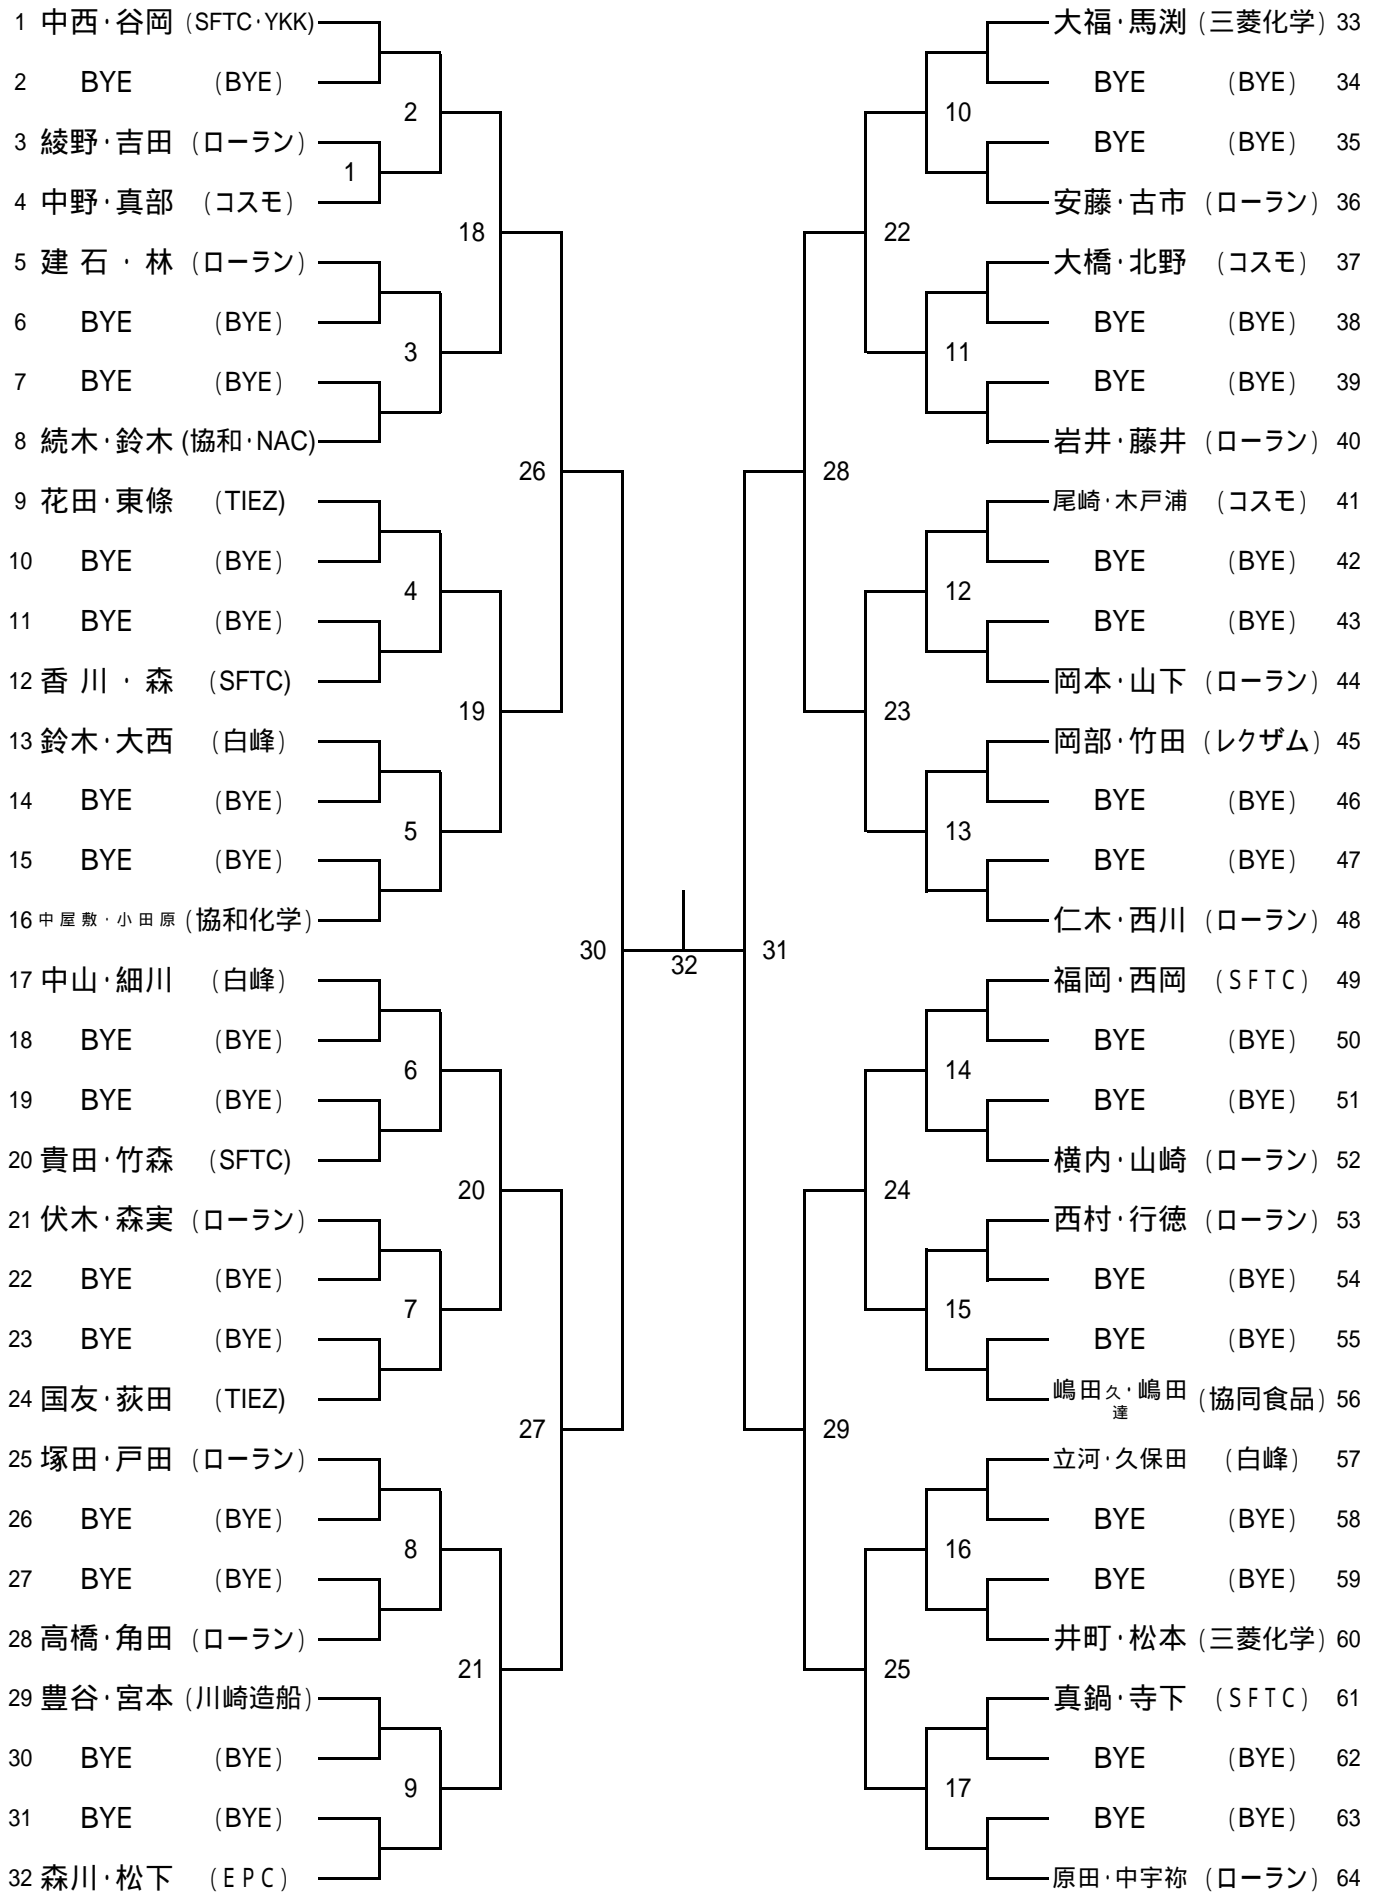 1 中西・谷岡 (SFTC・YKK)
2 BYE (BYE)
3 綾野・吉田 (ローラン)
4 中野・真部 (コスモ)
5 建石・林 (ローラン)
6 BYE (BYE)
7 BYE (BYE)
8 続木・鈴木 (協和・NAC)
9 花田・東條 (TIEZ)
10 BYE (BYE)
11 BYE (BYE)
12 香川・森 (SFTC)
13 鈴木・大西 (白峰)
14 BYE (BYE)
15 BYE (BYE)
16 中屋敷・小田原 (協和化学)
17 中山・細川 (白峰)
18 BYE (BYE)
19 BYE (BYE)
20 貴田・竹森 (SFTC)
21 伏木・森実 (ローラン)
22 BYE (BYE)
23 BYE (BYE)
24 国友・荻田 (TIEZ)
25 塚田・戸田 (ローラン)
26 BYE (BYE)
27 BYE (BYE)
28 高橋・角田 (ローラン)
29 豊谷・宮本 (川崎造船)
30 BYE (BYE)
31 BYE (BYE)
32 森川・松下 (EPC)
1
2
3
4
5
6
7
8
9
18
19
20
21
26
27
30
32
31
28
29
22
23
24
25
10
11
12
13
14
15
16
17
大福・馬渕 (三菱化学) 33
BYE (BYE) 34
BYE (BYE) 35
安藤・古市 (ローラン) 36
大橋・北野 (コスモ) 37
BYE (BYE) 38
BYE (BYE) 39
岩井・藤井 (ローラン) 40
尾崎・木戸浦 (コスモ) 41
BYE (BYE) 42
BYE (BYE) 43
岡本・山下 (ローラン) 44
岡部・竹田 (レクザム) 45
BYE (BYE) 46
BYE (BYE) 47
仁木・西川 (ローラン) 48
福岡・西岡 (SFTC) 49
BYE (BYE) 50
BYE (BYE) 51
横内・山崎 (ローラン) 52
西村・行徳 (ローラン) 53
BYE (BYE) 54
BYE (BYE) 55
嶋田久・嶋田達 (協同食品) 56
立河・久保田 (白峰) 57
BYE (BYE) 58
BYE (BYE) 59
井町・松本 (三菱化学) 60
真鍋・寺下 (SFTC) 61
BYE (BYE) 62
BYE (BYE) 63
原田・中宇祢 (ローラン) 64